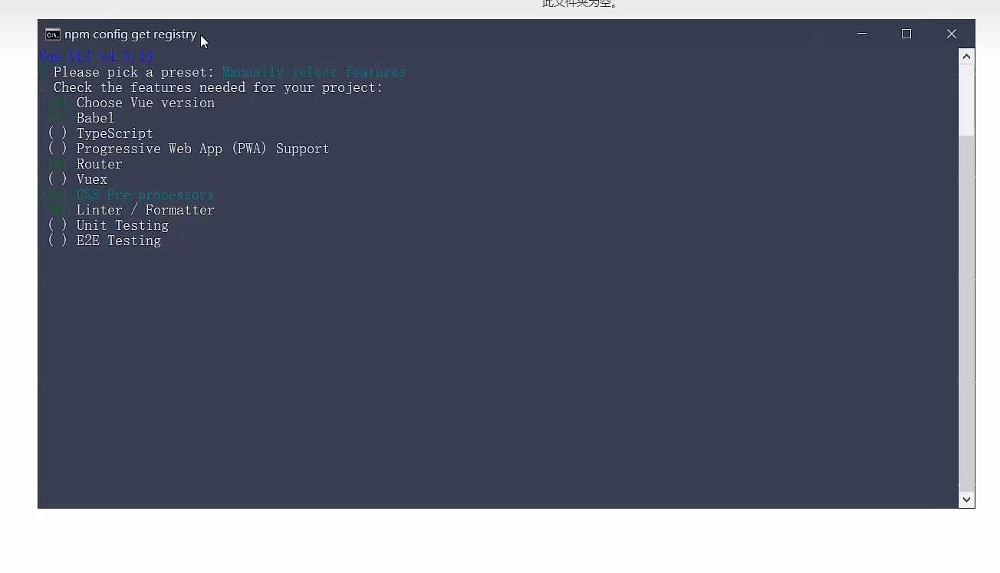 此文件夹为空。
npm config get registry
Vue CLI v4.5.13
? Please pick a preset: Manually select features
? Check the features needed for your project:
(*) Choose Vue version
(*) Babel
( ) TypeScript
( ) Progressive Web App (PWA) Support
(*) Router
( ) Vuex
>(*) CSS Pre-processors
(*) Linter / Formatter
( ) Unit Testing
( ) E2E Testing